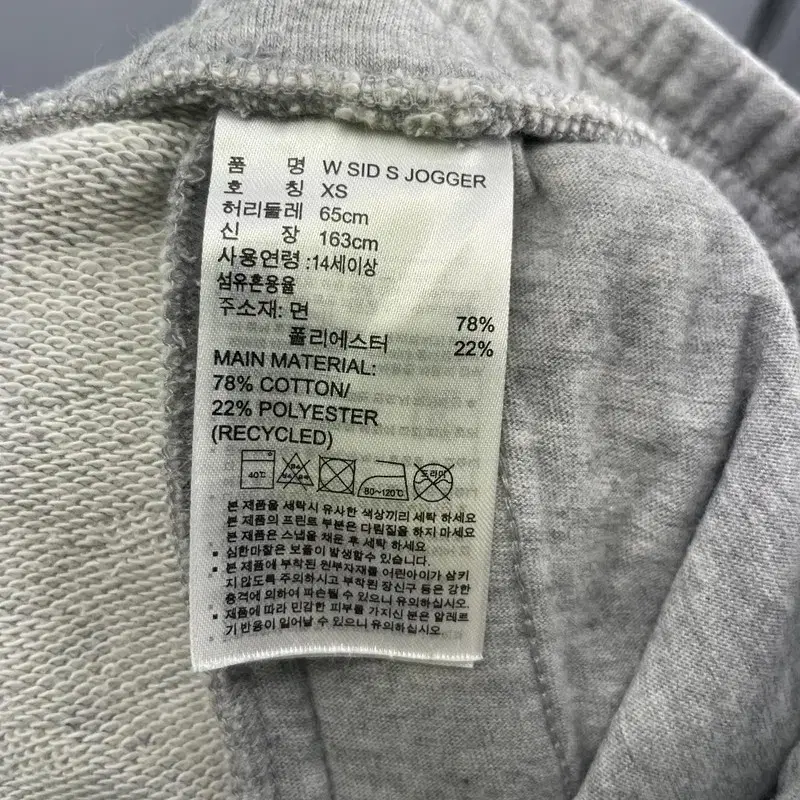 품 명 W SID S JOGGER
호 칭 XS
허리둘레 65cm
신 장 163cm
사용연령 :14세이상
섬유혼용율
주소재: 면 78%
폴리에스터 22%
MAIN MATERIAL:
78% COTTON/
22% POLYESTER
(RECYCLED)
40℃ 80~120℃ 드라이
본 제품을 세탁시 유사한 색상끼리 세탁 하세요
본 제품의 프린트 부분은 다림질을 하지 마세요
본 제품은 스냅을 채운 후 세탁 하세요
▪ 심한마찰은 보풀이 발생할수 있습니다.
▪ 본 제품에 부착된 원부자재를 어린아이가 삼키
지 않도록 주의하시고 부착된 장신구 등은 강한
충격에 의하여 파손될 수 있으니 유의하십시오.
▪ 제품에 따라 민감한 피부를 가지신 분은 알레르
기 반응이 일어날 수 있으니 유의하십시오.